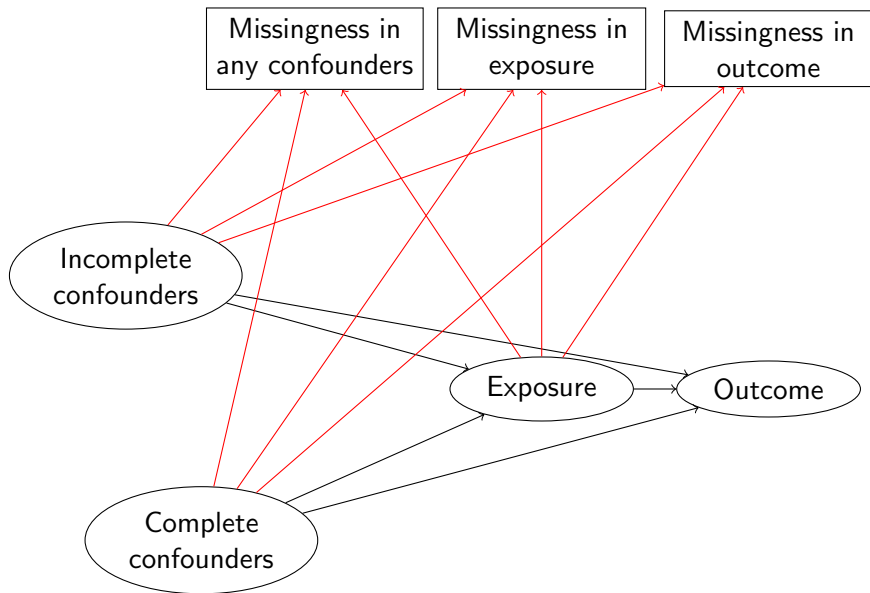 Missingness in
any confounders
Missingness in
exposure
Missingness in
outcome
Incomplete
confounders
Exposure
Outcome
Complete
confounders